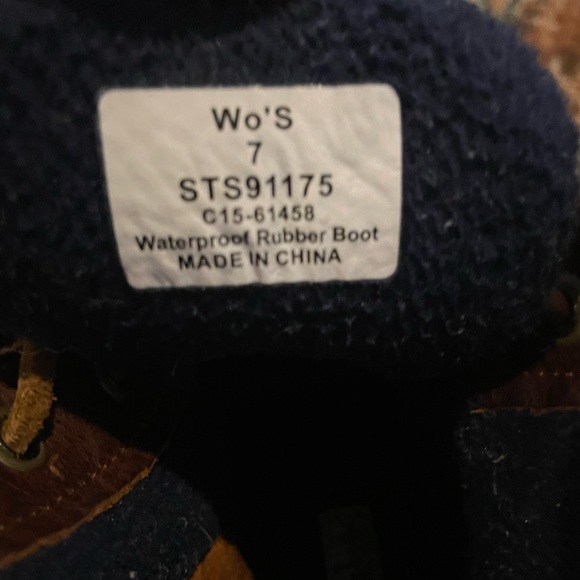 Wo'S
7
STS91175
C15-61458
Waterproof Rubber Boot
MADE IN CHINA